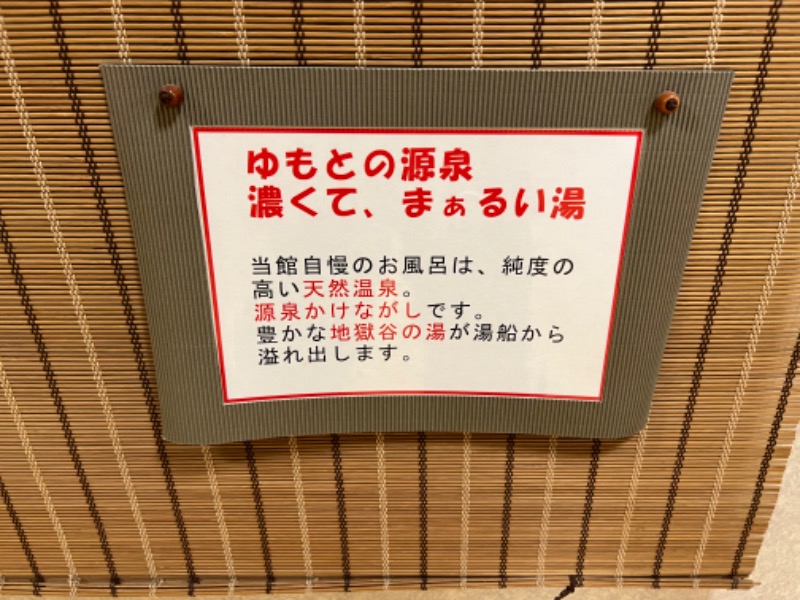 ゆもとの源泉
濃くて、まぁるい湯
当館自慢のお風呂は、純度の
高い天然温泉。
源泉かけながしです。
豊かな地獄谷の湯が湯船から
溢れ出します。